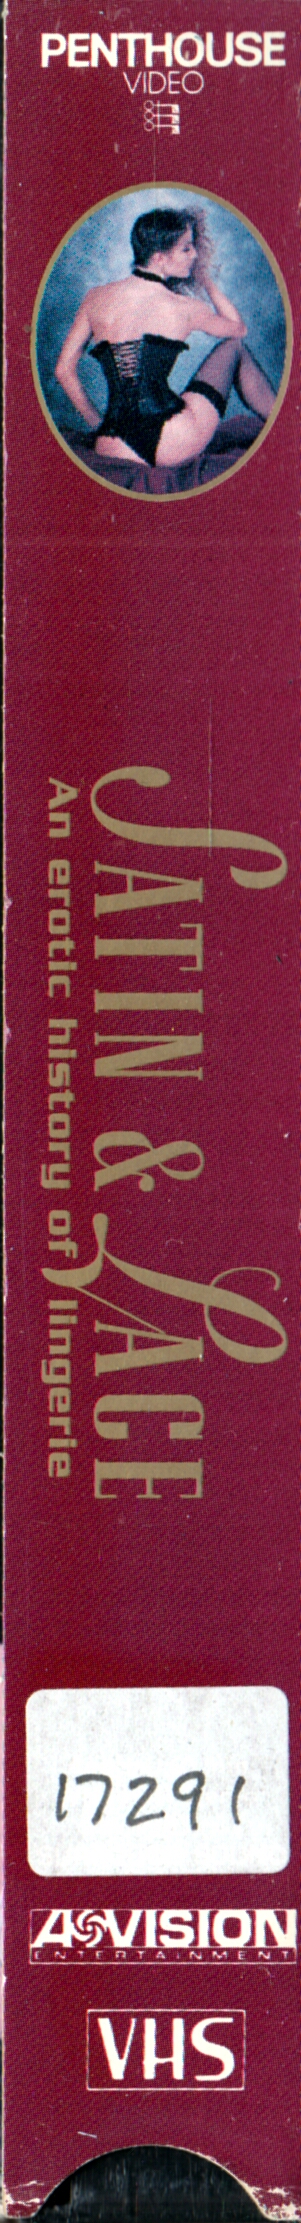 PENTHOUSE
VIDEO
SATIN & LACE
An erotic history of lingerie
17291
A*VISION
ENTERTAINMENT
VHS